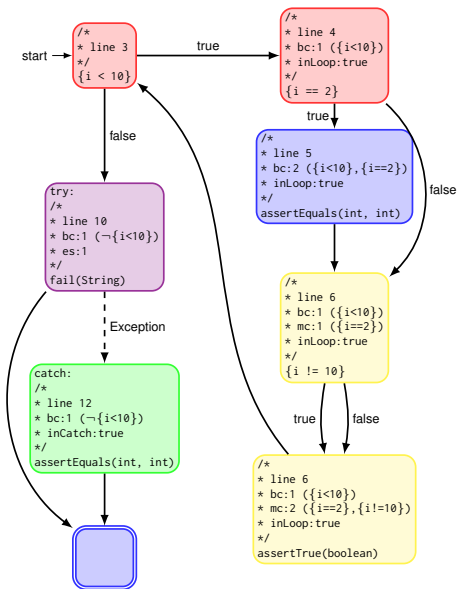 start
/*
* line 3
*/
{i < 10}
true
/*
* line 4
* bc:1 ({i<10})
* inLoop:true
*/
{i == 2}
false
true
/*
* line 5
* bc:2 ({i<10},{i==2})
* inLoop:true
*/
assertEquals(int, int)
false
try:
/*
* line 10
* bc:1 (¬{i<10})
* es:1
*/
fail(String)
/*
* line 6
* bc:1 ({i<10})
* mc:1 ({i==2})
* inLoop:true
*/
{i != 10}
Exception
catch:
/*
* line 12
* bc:1 (¬{i<10})
* inCatch:true
*/
assertEquals(int, int)
true
false
/*
* line 6
* bc:1 ({i<10})
* mc:2 ({i==2},{i!=10})
* inLoop:true
*/
assertTrue(boolean)